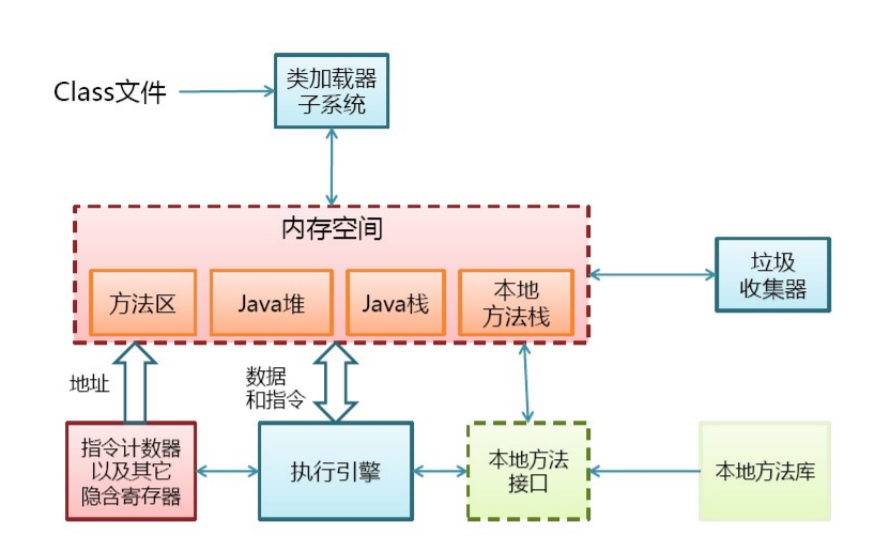 Class文件
类加载器
子系统
内存空间
方法区
Java堆
Java栈
本地
方法栈
垃圾
收集器
地址
数据
和指令
指令计数器
以及其它
隐含寄存器
执行引擎
本地方法
接口
本地方法库